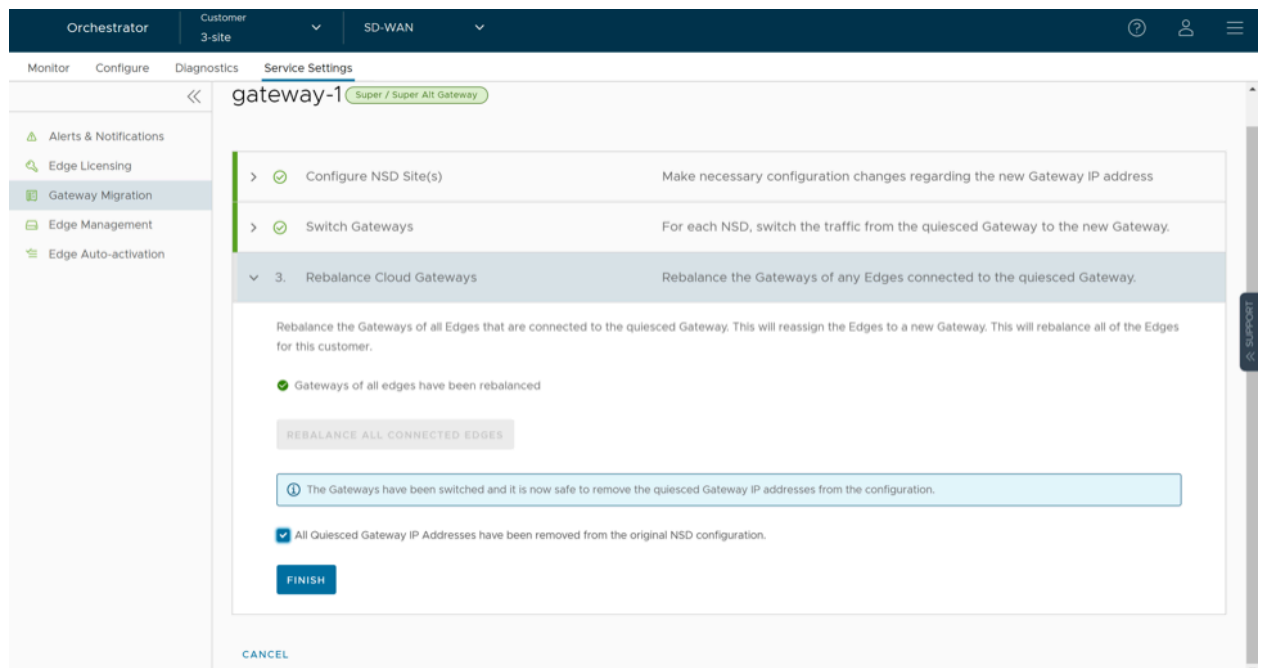 Orchestrator
Customer
3-site
SD-WAN
Monitor
Configure
Diagnostics
Service Settings
gateway-1
Super / Super Alt Gateway
Alerts & Notifications
Edge Licensing
Gateway Migration
Edge Management
Edge Auto-activation
Configure NSD Site(s)
Make necessary configuration changes regarding the new Gateway IP address
Switch Gateways
For each NSD, switch the traffic from the quiesced Gateway to the new Gateway.
3. Rebalance Cloud Gateways
Rebalance the Gateways of any Edges connected to the quiesced Gateway.
Rebalance the Gateways of all Edges that are connected to the quiesced Gateway. This will reassign the Edges to a new Gateway. This will rebalance all of the Edges
for this customer.
Gateways of all edges have been rebalanced
REBALANCE ALL CONNECTED EDGES
The Gateways have been switched and it is now safe to remove the quiesced Gateway IP addresses from the configuration.
All Quiesced Gateway IP Addresses have been removed from the original NSD configuration.
FINISH
CANCEL
SUPPORT